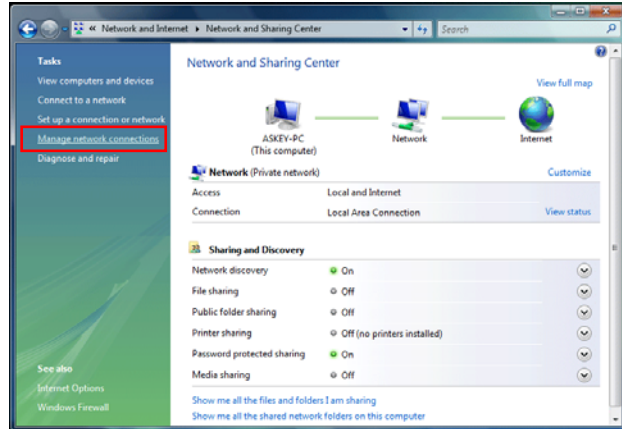 « Network and Internet ▸ Network and Sharing Center
Search
Tasks
View computers and devices
Connect to a network
Set up a connection or network
Manage network connections
Diagnose and repair
See also
Internet Options
Windows Firewall
Network and Sharing Center
View full map
ASKEY-PC
(This computer)
Network
Internet
Network (Private network)
Customize
Access Local and Internet
Connection Local Area Connection View status
Sharing and Discovery
Network discovery On
File sharing Off
Public folder sharing Off
Printer sharing Off (no printers installed)
Password protected sharing On
Media sharing Off
Show me all the files and folders I am sharing
Show me all the shared network folders on this computer